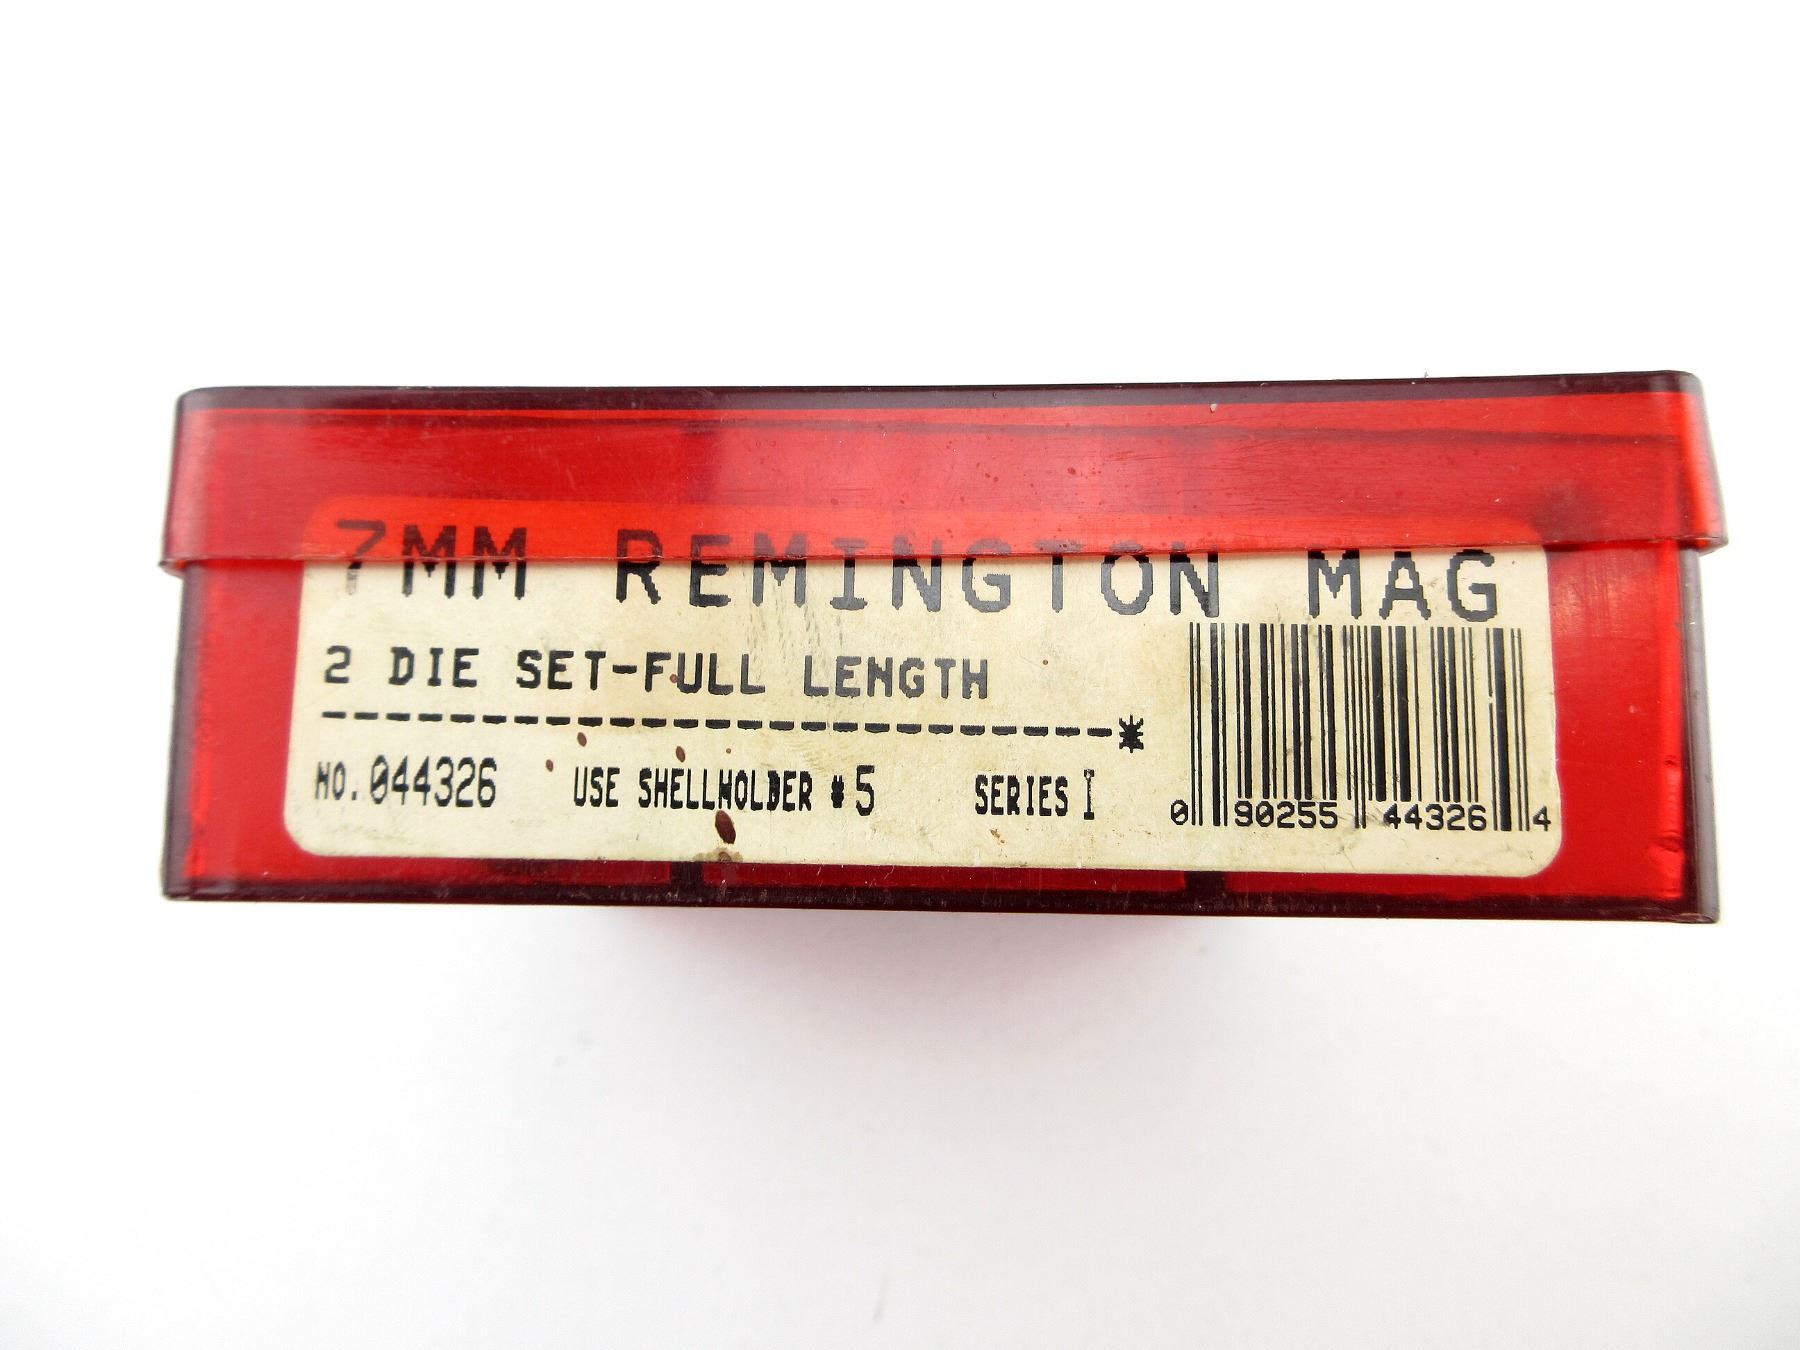 7MM REMINGTON MAG
2 DIE SET-FULL LENGTH
-------------------------*
NO. 044326 USE SHELLHOLDER #5 SERIES I
0 90255 44326 4